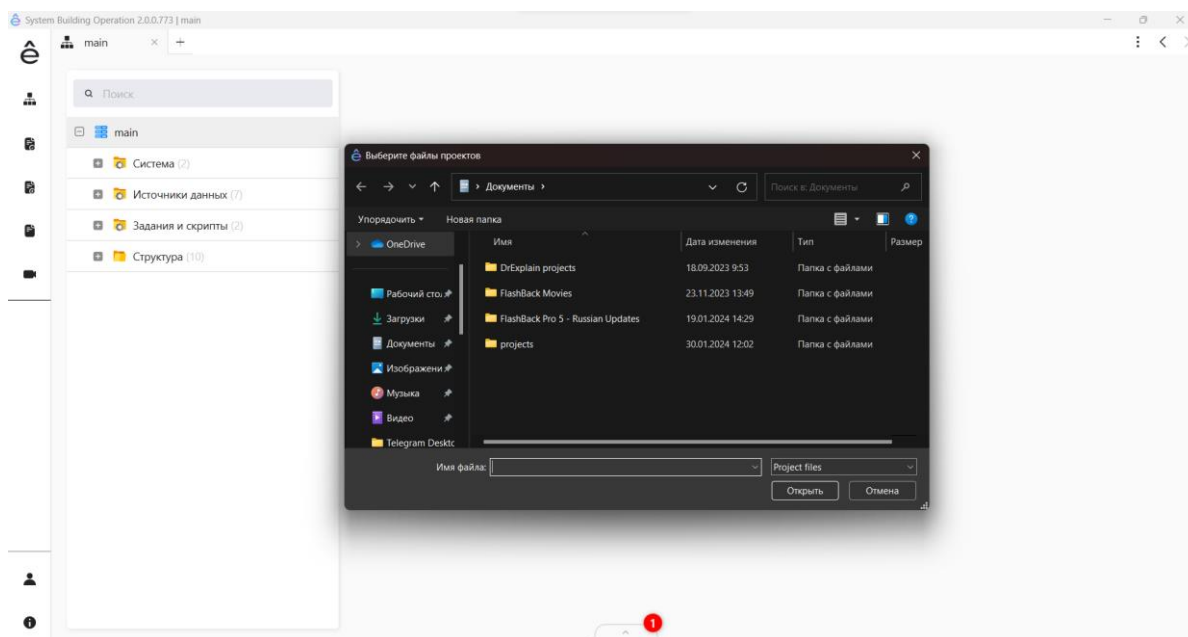 System Building Operation 2.0.0.773 | main
main
Поиск
main
Система (2)
Источники данных (7)
Задания и скрипты (2)
Структура (10)
Выберите файлы проектов
Документы
Поиск в: Документы
Упорядочить
Новая папка
OneDrive
Рабочий сто
Загрузки
Документы
Изображени
Музыка
Видео
Telegram Deskt
Имя Дата изменения Тип Размер
DrExplain projects 18.09.2023 9:53 Папка с файлами
FlashBack Movies 23.11.2023 13:49 Папка с файлами
FlashBack Pro 5 - Russian Updates 19.01.2024 14:29 Папка с файлами
projects 30.01.2024 12:02 Папка с файлами
Имя файла:
Project files
Открыть Отмена
1